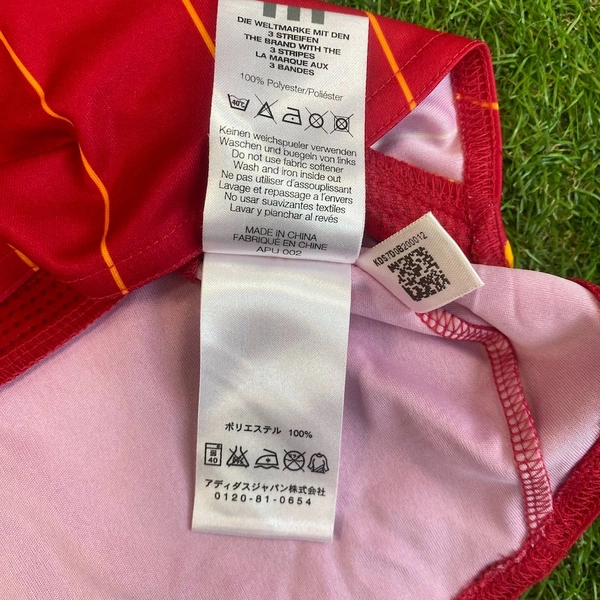 DIE WELTMARKE MIT DEN
3 STREIFEN
THE BRAND WITH THE
3 STRIPES
LA MARQUE AUX
3 BANDES
100% Polyester/Poliéster
40°C
Keinen weichspueler verwenden
Waschen und buegeln von links
Do not use fabric softener
Wash and iron inside out
Ne pas utiliser d'assouplissant
Lavage et repassage a l'envers
No usar suavizantes textiles
Lavar y planchar al revés
MADE IN CHINA
FABRIQUÉ EN CHINE
APU 002
KDS7D1B200012
ポリエステル 100%
40
アディダスジャパン株式会社
0120-81-0654